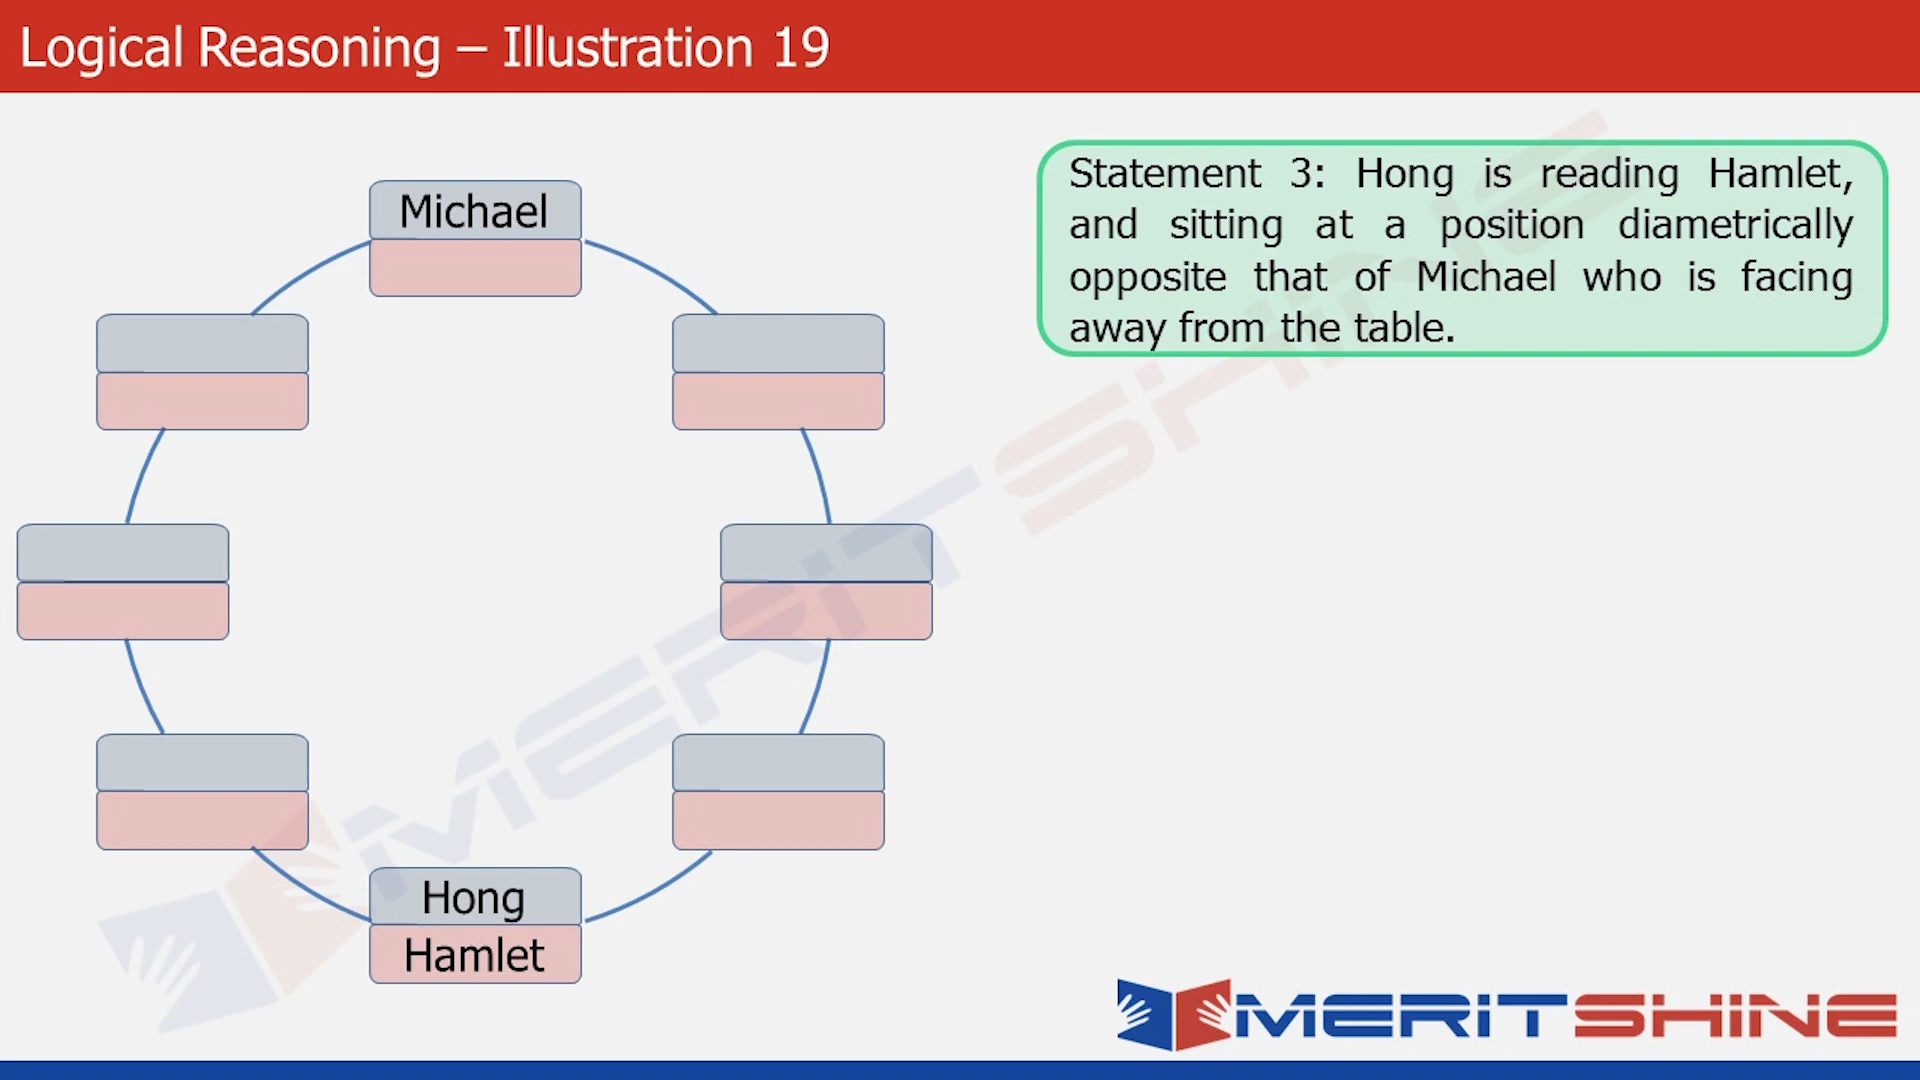 Logical Reasoning – Illustration 19
Michael
Statement 3: Hong is reading Hamlet,
and sitting at a position diametrically
opposite that of Michael who is facing
away from the table.
Hong
Hamlet
MERITSHINE
MERITSHINE